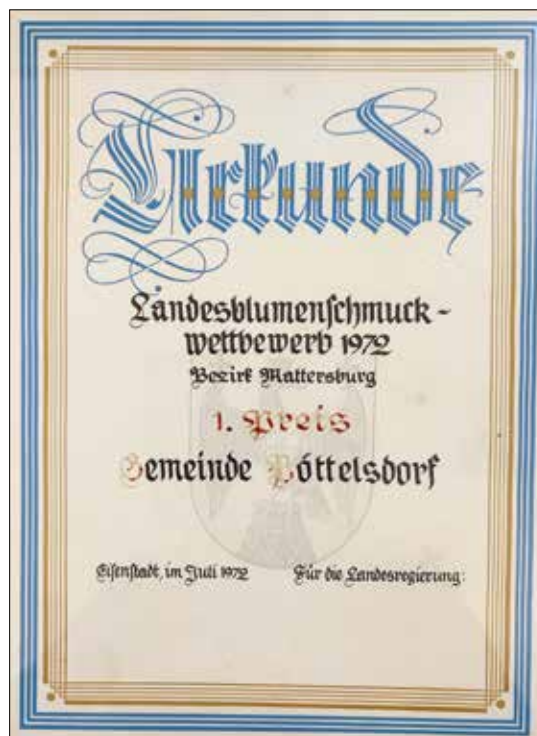 Urkunde
Landesblumenschmuck-
wettbewerb 1972
Bezirk Mattersburg
1. Preis
Gemeinde Pöttelsdorf
Eisenstadt, im Juli 1972 Für die Landesregierung: